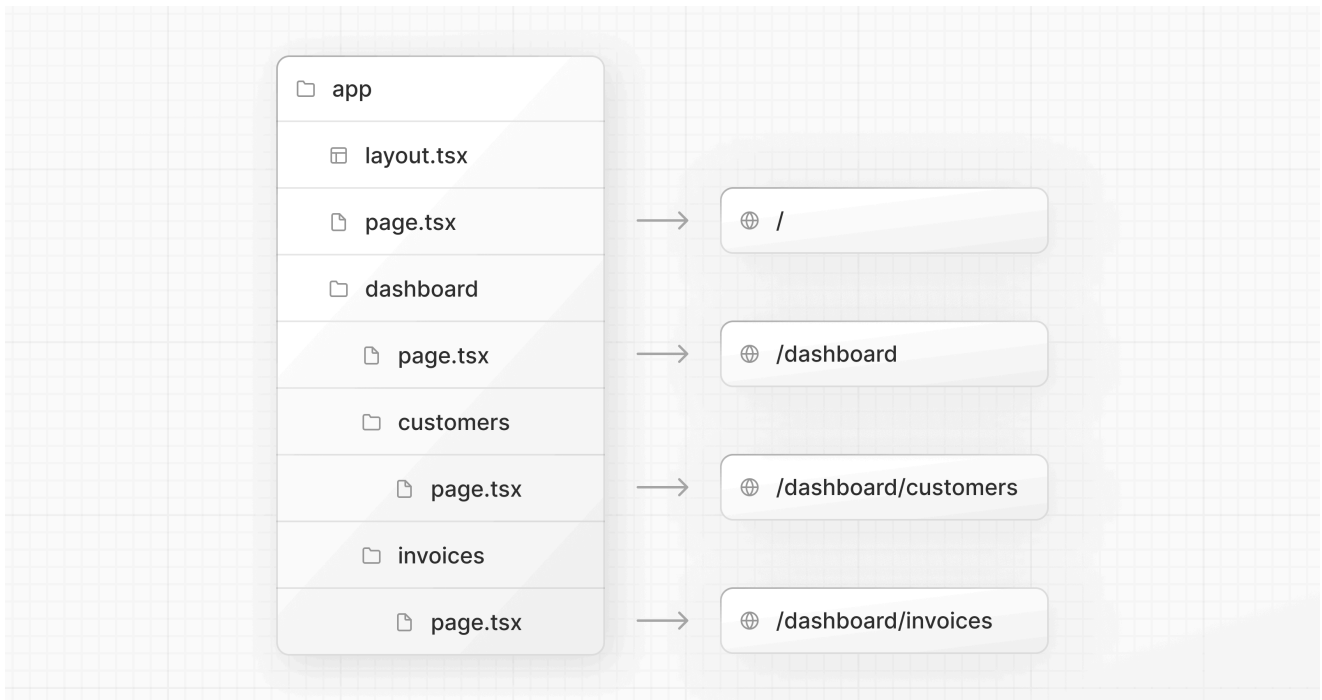 app
layout.tsx
page.tsx
/
dashboard
page.tsx
/dashboard
customers
page.tsx
/dashboard/customers
invoices
page.tsx
/dashboard/invoices